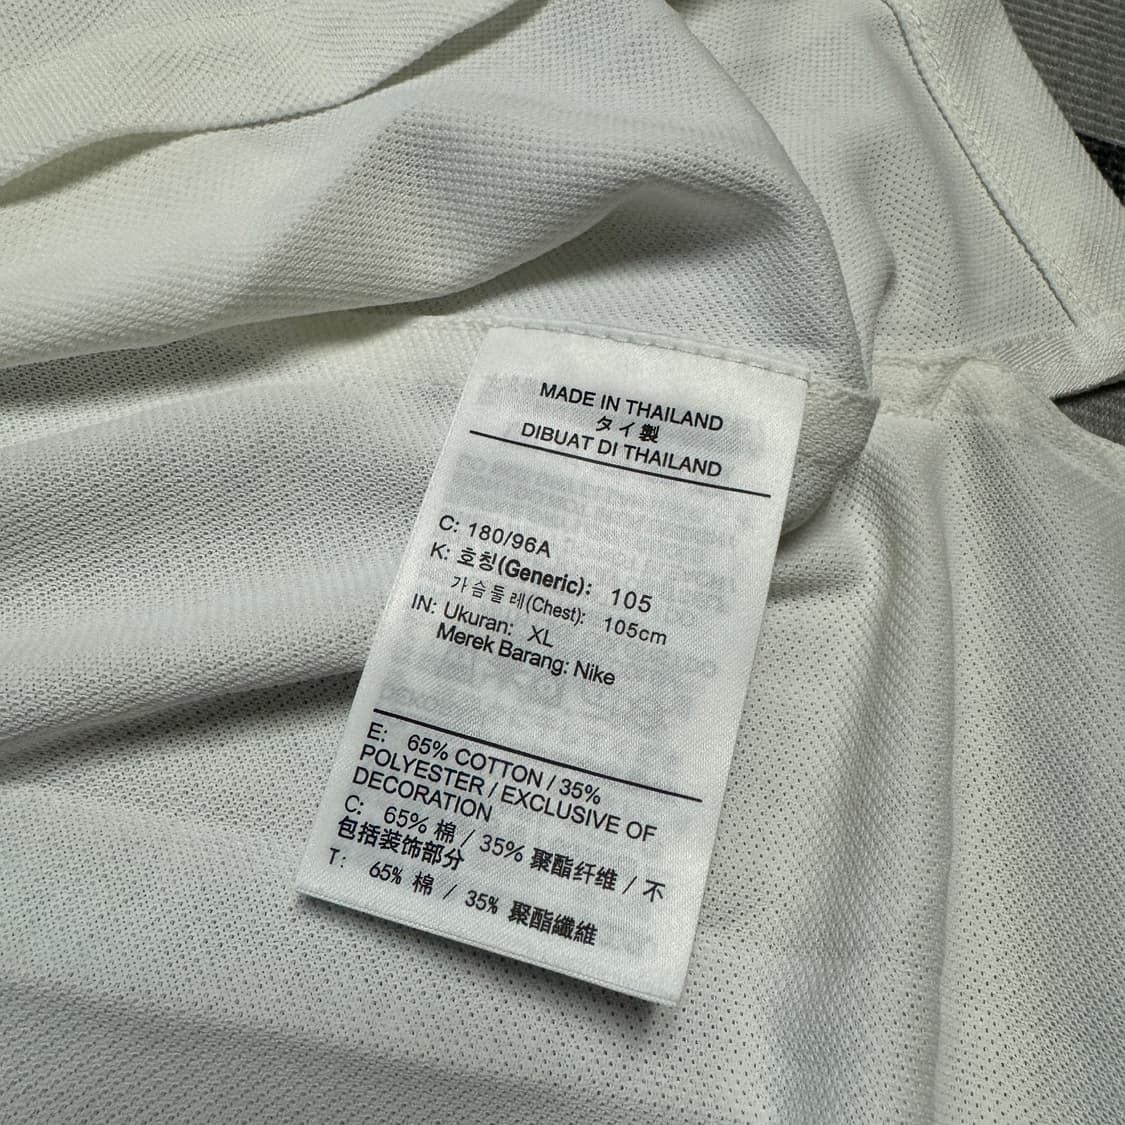 MADE IN THAILAND
タイ製
DIBUAT DI THAILAND
C: 180/96A
K: 호칭(Generic): 105
가슴둘레(Chest): 105cm
IN: Ukuran: XL
Merek Barang: Nike
E: 65% COTTON / 35%
POLYESTER / EXCLUSIVE OF
DECORATION
C: 65% 棉 / 35% 聚酯纤维 / 不
包括装饰部分
T: 65% 棉 / 35% 聚酯纖維